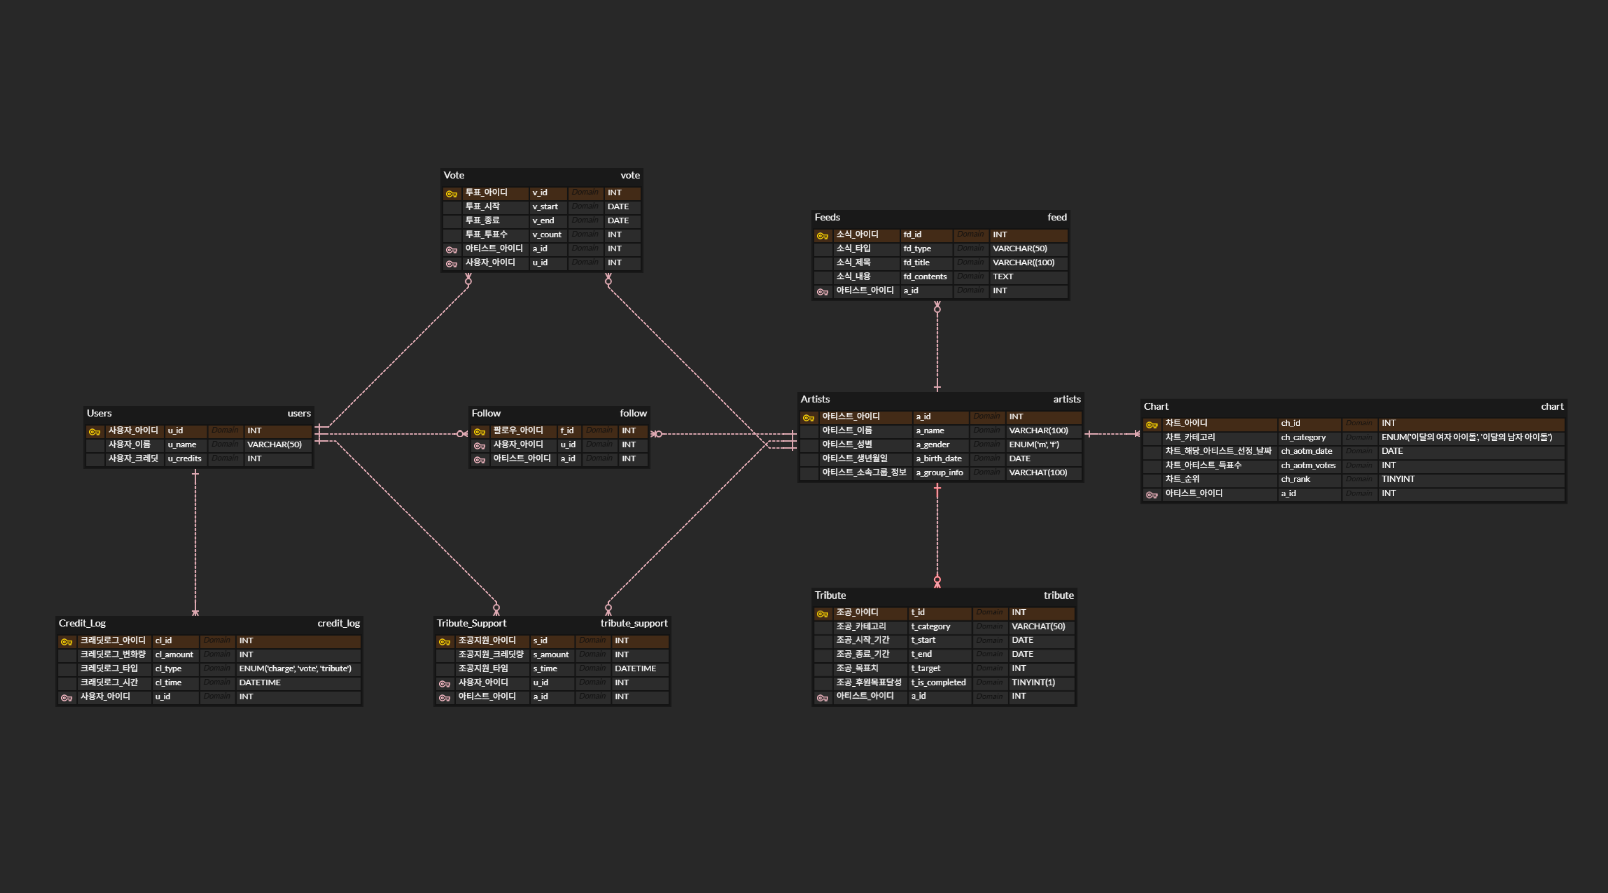 Vote vote
투표_아이디 v_id Domain INT
투표_시작 v_start Domain DATE
투표_종료 v_end Domain DATE
투표_투표수 v_count Domain INT
아티스트_아이디 a_id Domain INT
사용자_아이디 u_id Domain INT
Feeds feed
소식_아이디 fd_id Domain INT
소식_타입 fd_type Domain VARCHAR(50)
소식_제목 fd_title Domain VARCHAR((100)
소식_내용 fd_contents Domain TEXT
아티스트_아이디 a_id Domain INT
Users users
사용자_아이디 u_id Domain INT
사용자_이름 u_name Domain VARCHAR(50)
사용자_크레딧 u_credits Domain INT
Follow follow
팔로우_아이디 f_id Domain INT
사용자_아이디 u_id Domain INT
아티스트_아이디 a_id Domain INT
Artists artists
아티스트_아이디 a_id Domain INT
아티스트_이름 a_name Domain VARCHAR(100)
아티스트_성별 a_gender Domain ENUM('m', 'f')
아티스트_생년월일 a_birth_date Domain DATE
아티스트_소속그룹_정보 a_group_info Domain VARCHAT(100)
Chart chart
차트_아이디 ch_id Domain INT
차트_카테고리 ch_category Domain ENUM('이달의 여자 아이돌', '이달의 남자 아이돌')
차트_해당_아티스트_선정_날짜 ch_aotm_date Domain DATE
차트_아티스트_득표수 ch_aotm_votes Domain INT
차트_순위 ch_rank Domain TINYINT
아티스트_아이디 a_id Domain INT
Credit_Log credit_log
크래딧로그_아이디 cl_id Domain INT
크래딧로그_변화량 cl_amount Domain INT
크래딧로그_타입 cl_type Domain ENUM('charge', 'vote', 'tribute')
크래딧로그_시간 cl_time Domain DATETIME
사용자_아이디 u_id Domain INT
Tribute_Support tribute_support
조공지원_아이디 s_id Domain INT
조공지원_크레딧량 s_amount Domain INT
조공지원_타임 s_time Domain DATETIME
사용자_아이디 u_id Domain INT
아티스트_아이디 a_id Domain INT
Tribute tribute
조공_아이디 t_id Domain INT
조공_카테고리 t_category Domain VARCHAR(50)
조공_시작_기간 t_start Domain DATE
조공_종료_기간 t_end Domain DATE
조공_목표치 t_target Domain INT
조공_후원목표달성 t_is_completed Domain TINYINT(1)
아티스트_아이디 a_id Domain INT